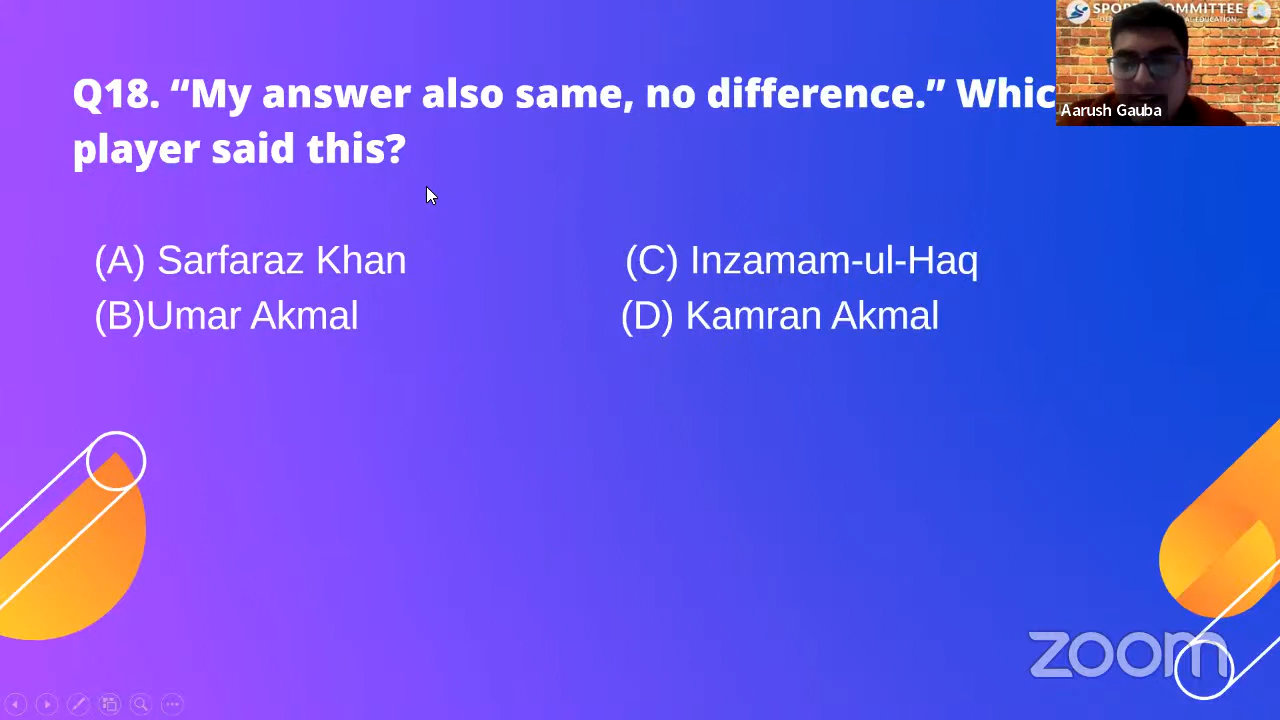 Q18. “My answer also same, no difference.” Whic
player said this?
(A) Sarfaraz Khan
(C) Inzamam-ul-Haq
(B)Umar Akmal
(D) Kamran Akmal
Aarush Gauba
zoom